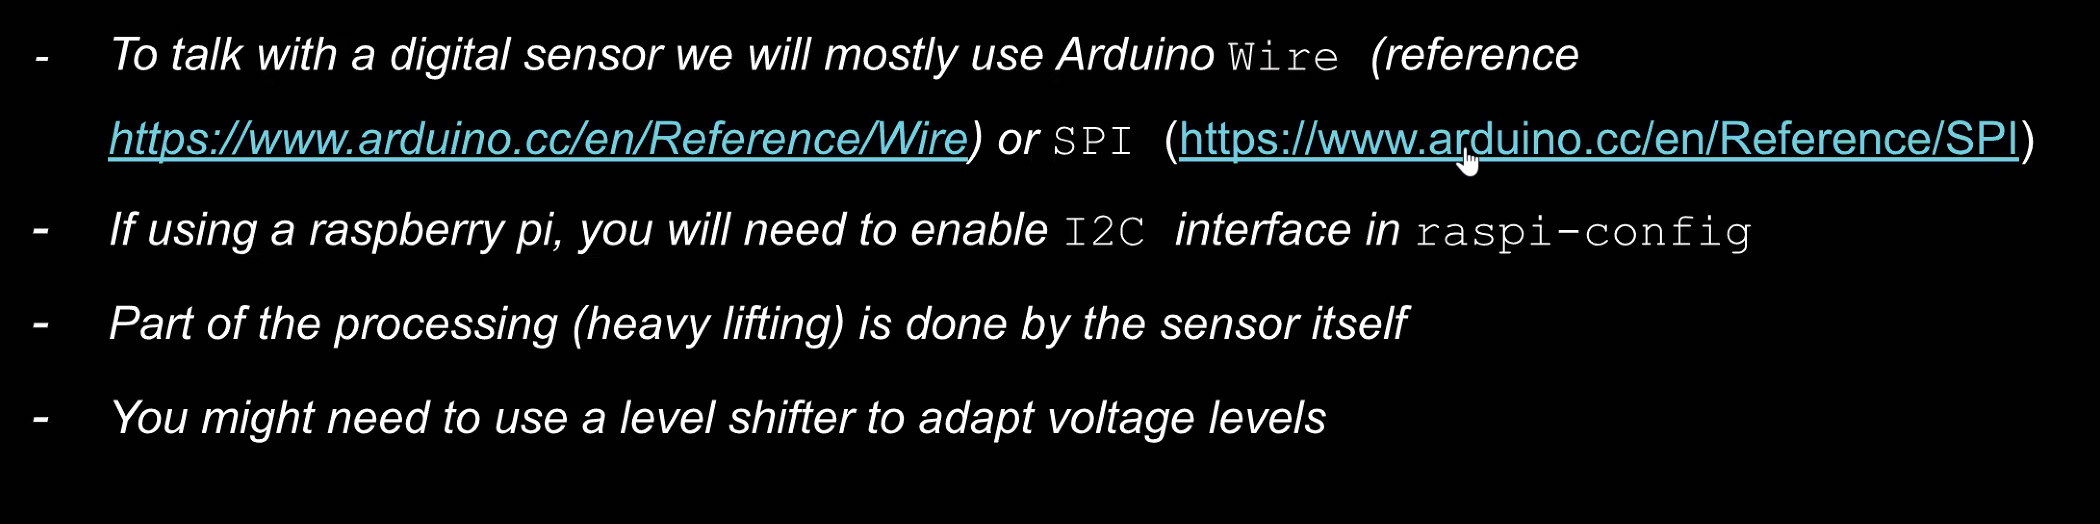 - To talk with a digital sensor we will mostly use Arduino Wire (reference
https://www.arduino.cc/en/Reference/Wire) or SPI (https://www.arduino.cc/en/Reference/SPI)
- If using a raspberry pi, you will need to enable I2C interface in raspi-config
- Part of the processing (heavy lifting) is done by the sensor itself
- You might need to use a level shifter to adapt voltage levels